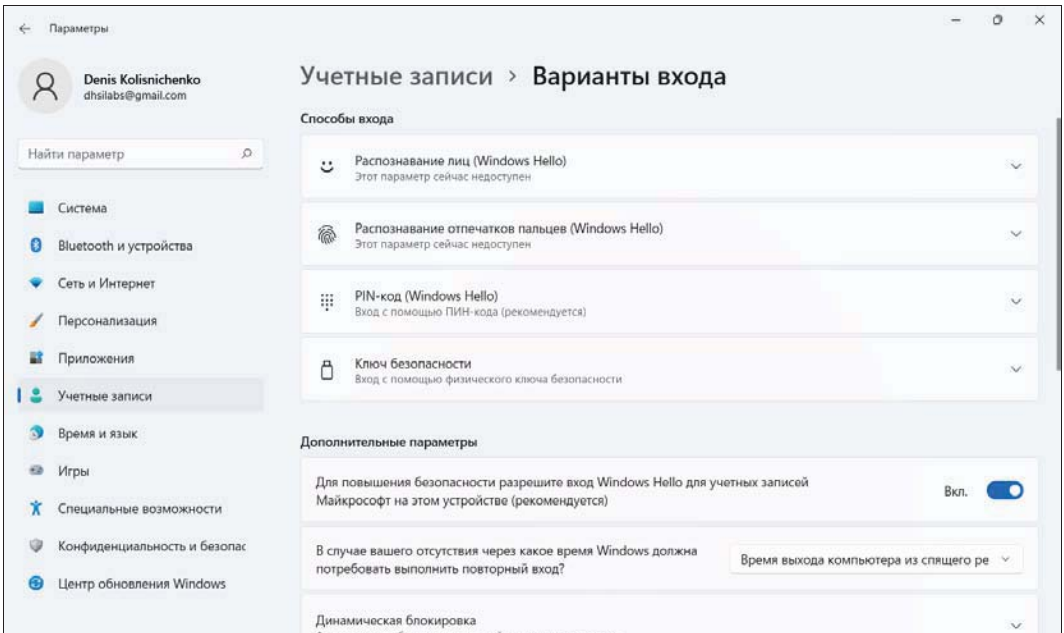 Параметры
Denis Kolisnichenko
dhsilabs@gmail.com
Найти параметр
Система
Bluetooth и устройства
Сеть и Интернет
Персонализация
Приложения
Учетные записи
Время и язык
Игры
Специальные возможности
Конфиденциальность и безопас
Центр обновления Windows
Учетные записи > Варианты входа
Способы входа
Распознавание лиц (Windows Hello)
Этот параметр сейчас недоступен
Распознавание отпечатков пальцев (Windows Hello)
Этот параметр сейчас недоступен
PIN-код (Windows Hello)
Вход с помощью ПИН-кода (рекомендуется)
Ключ безопасности
Вход с помощью физического ключа безопасности
Дополнительные параметры
Для повышения безопасности разрешите вход Windows Hello для учетных записей
Майкрософт на этом устройстве (рекомендуется)
Вкл.
В случае вашего отсутствия через какое время Windows должна
потребовать выполнить повторный вход?
Время выхода компьютера из спящего ре
Динамическая блокировка